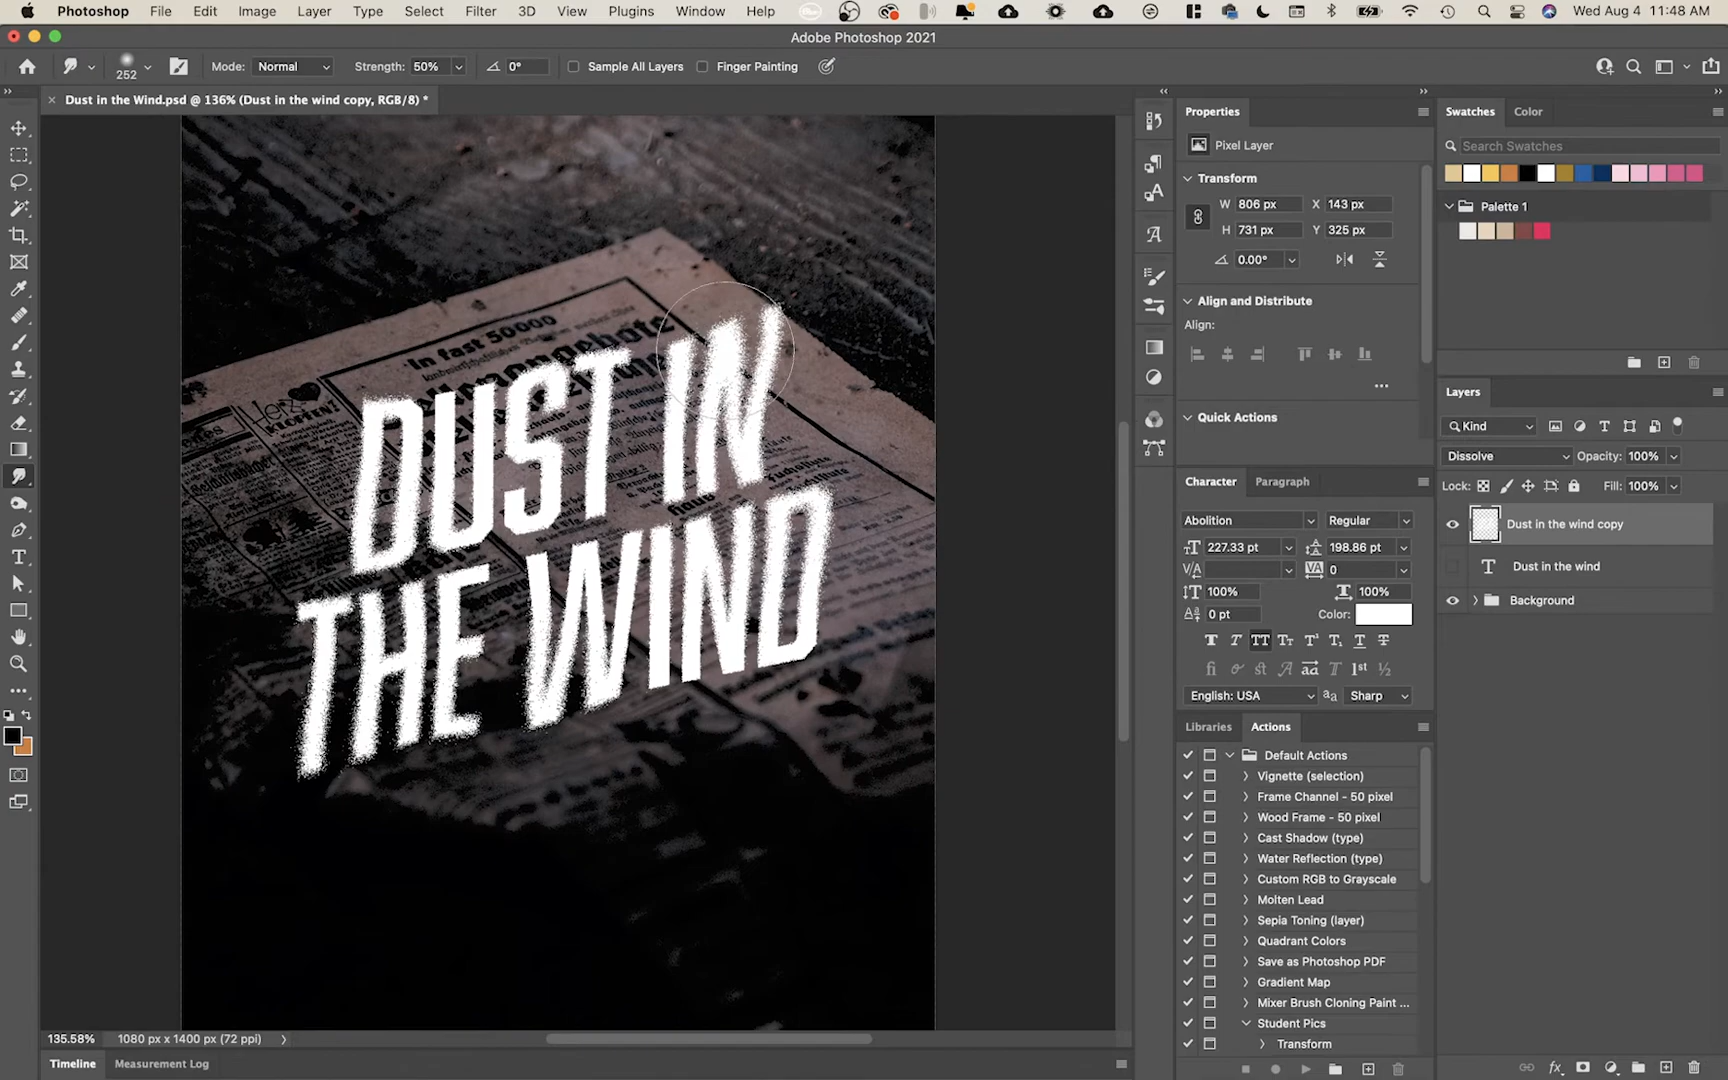 Photoshop File Edit Image Layer Type Select Filter 3D View Plugins Window Help Wed Aug 4 11:48 AM
Adobe Photoshop 2021
252 Mode: Normal Strength: 50% 0° Sample All Layers Finger Painting
Dust in the Wind.psd @ 136% (Dust in the wind copy, RGB/8) *
In fast 50000
Herz-
KLOPFEN?
DUST IN
THE WIND
135.58% 1080 px x 1400 px (72 ppi)
Timeline Measurement Log
Properties
Pixel Layer
Transform
W 806 px X 143 px
H 731 px Y 325 px
0.00°
Align and Distribute
Align:
Quick Actions
Character Paragraph
Abolition Regular
227.33 pt 198.86 pt
0
100% 100%
0 pt Color:
English: USA Sharp
Libraries Actions
Default Actions
Vignette (selection)
Frame Channel - 50 pixel
Wood Frame - 50 pixel
Cast Shadow (type)
Water Reflection (type)
Custom RGB to Grayscale
Molten Lead
Sepia Toning (layer)
Quadrant Colors
Save as Photoshop PDF
Gradient Map
Mixer Brush Cloning Paint ...
Student Pics
Transform
Swatches Color
Search Swatches
Palette 1
Layers
Kind
Dissolve Opacity: 100%
Lock: Fill: 100%
Dust in the wind copy
Dust in the wind
Background